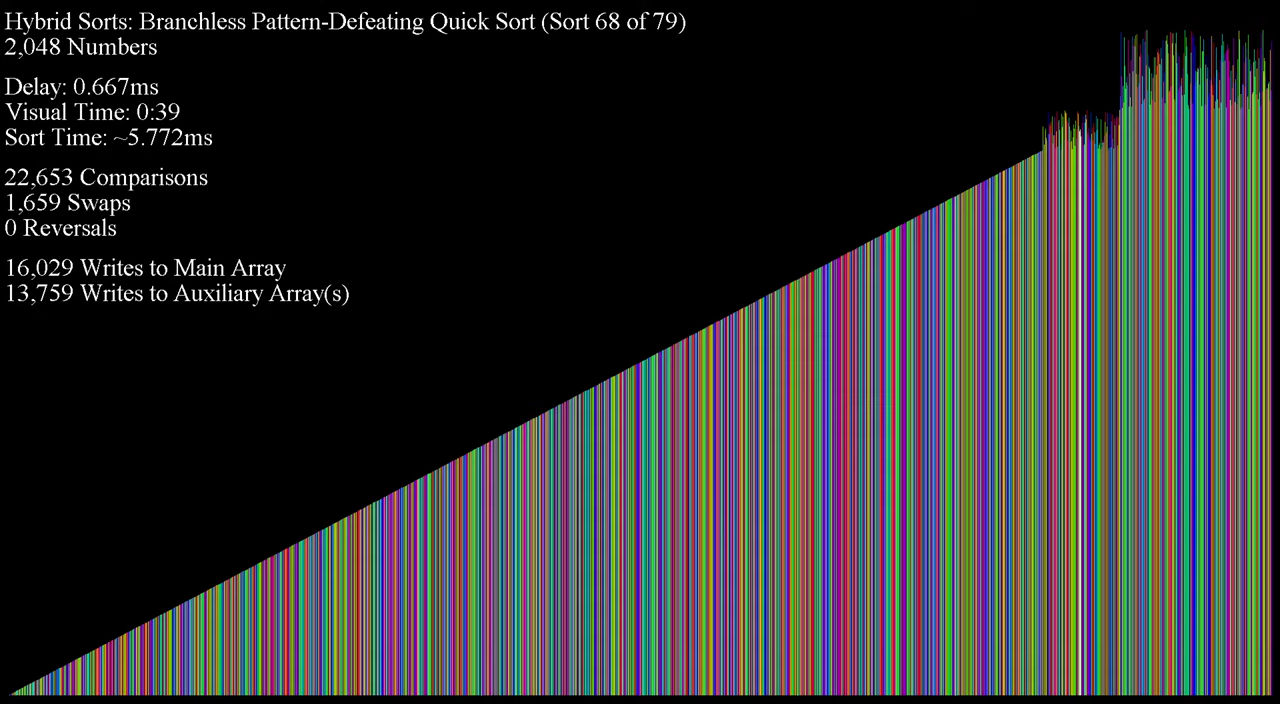 Hybrid Sorts: Branchless Pattern-Defeating Quick Sort (Sort 68 of 79)
2,048 Numbers
Delay: 0.667ms
Visual Time: 0:39
Sort Time: ~5.772ms
22,653 Comparisons
1,659 Swaps
0 Reversals
16,029 Writes to Main Array
13,759 Writes to Auxiliary Array(s)